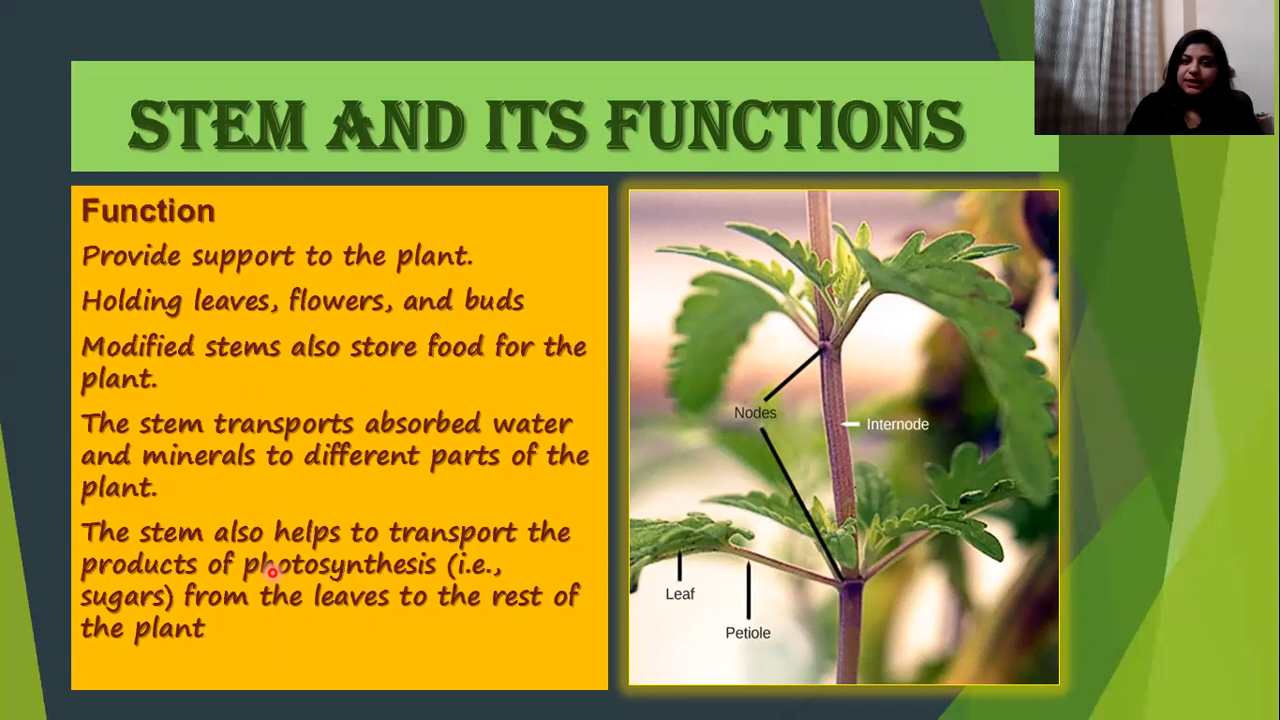 STEM AND ITS FUNCTIONS
Function
Provide support to the plant.
Holding leaves, flowers, and buds
Modified stems also store food for the
plant.
The stem transports absorbed water
and minerals to different parts of the
plant.
The stem also helps to transport the
products of photosynthesis (i.e.,
sugars) from the leaves to the rest of
the plant
Nodes
Internode
Leaf
Petiole